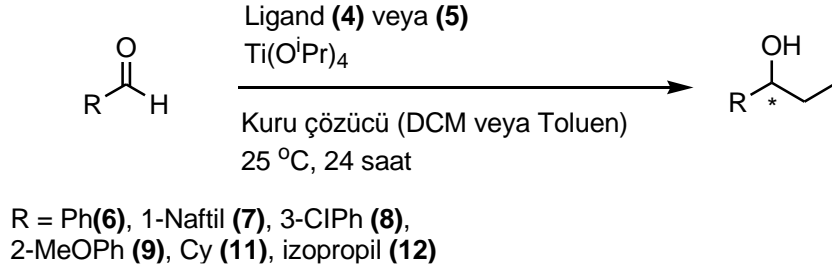 Ligand (4) veya (5)
Ti(OⁱPr)₄
O
R
H
Kuru çözücü (DCM veya Toluen)
25 ⁰C, 24 saat
OH
R
*
R = Ph(6), 1-Naftil (7), 3-ClPh (8),
2-MeOPh (9), Cy (11), izopropil (12)